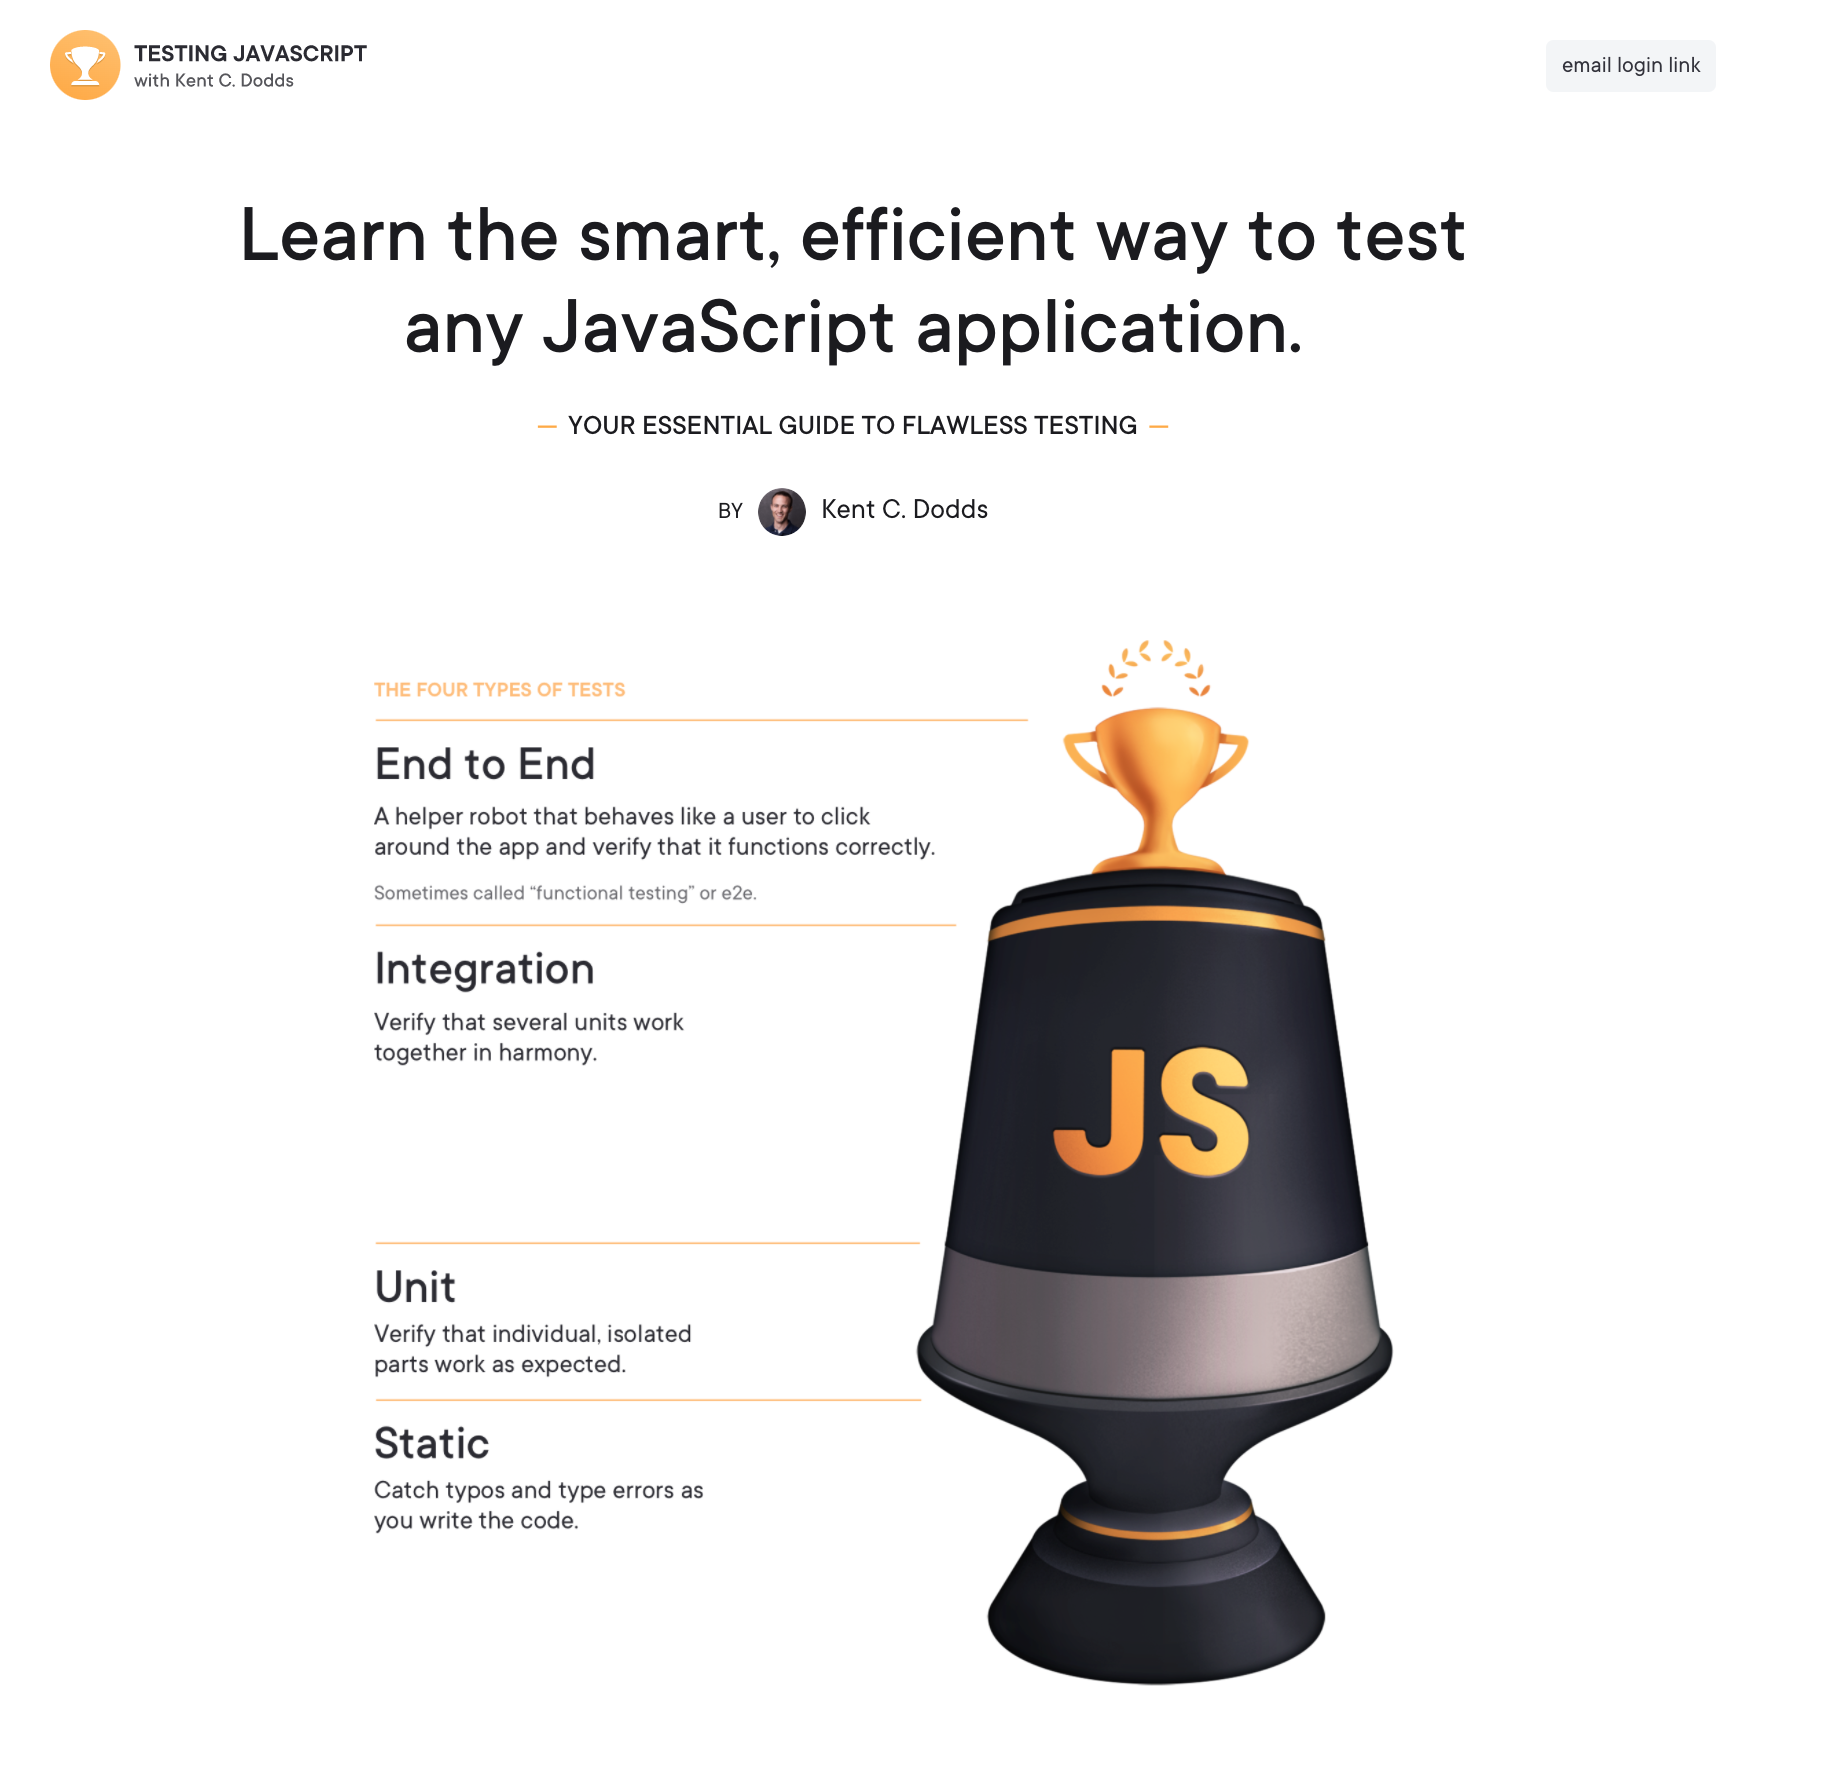 TESTING JAVASCRIPT
with Kent C. Dodds
email login link
Learn the smart, efficient way to test
any JavaScript application.
— YOUR ESSENTIAL GUIDE TO FLAWLESS TESTING —
BY Kent C. Dodds
THE FOUR TYPES OF TESTS
End to End
A helper robot that behaves like a user to click
around the app and verify that it functions correctly.
Sometimes called “functional testing” or e2e.
Integration
Verify that several units work
together in harmony.
JS
Unit
Verify that individual, isolated
parts work as expected.
Static
Catch typos and type errors as
you write the code.